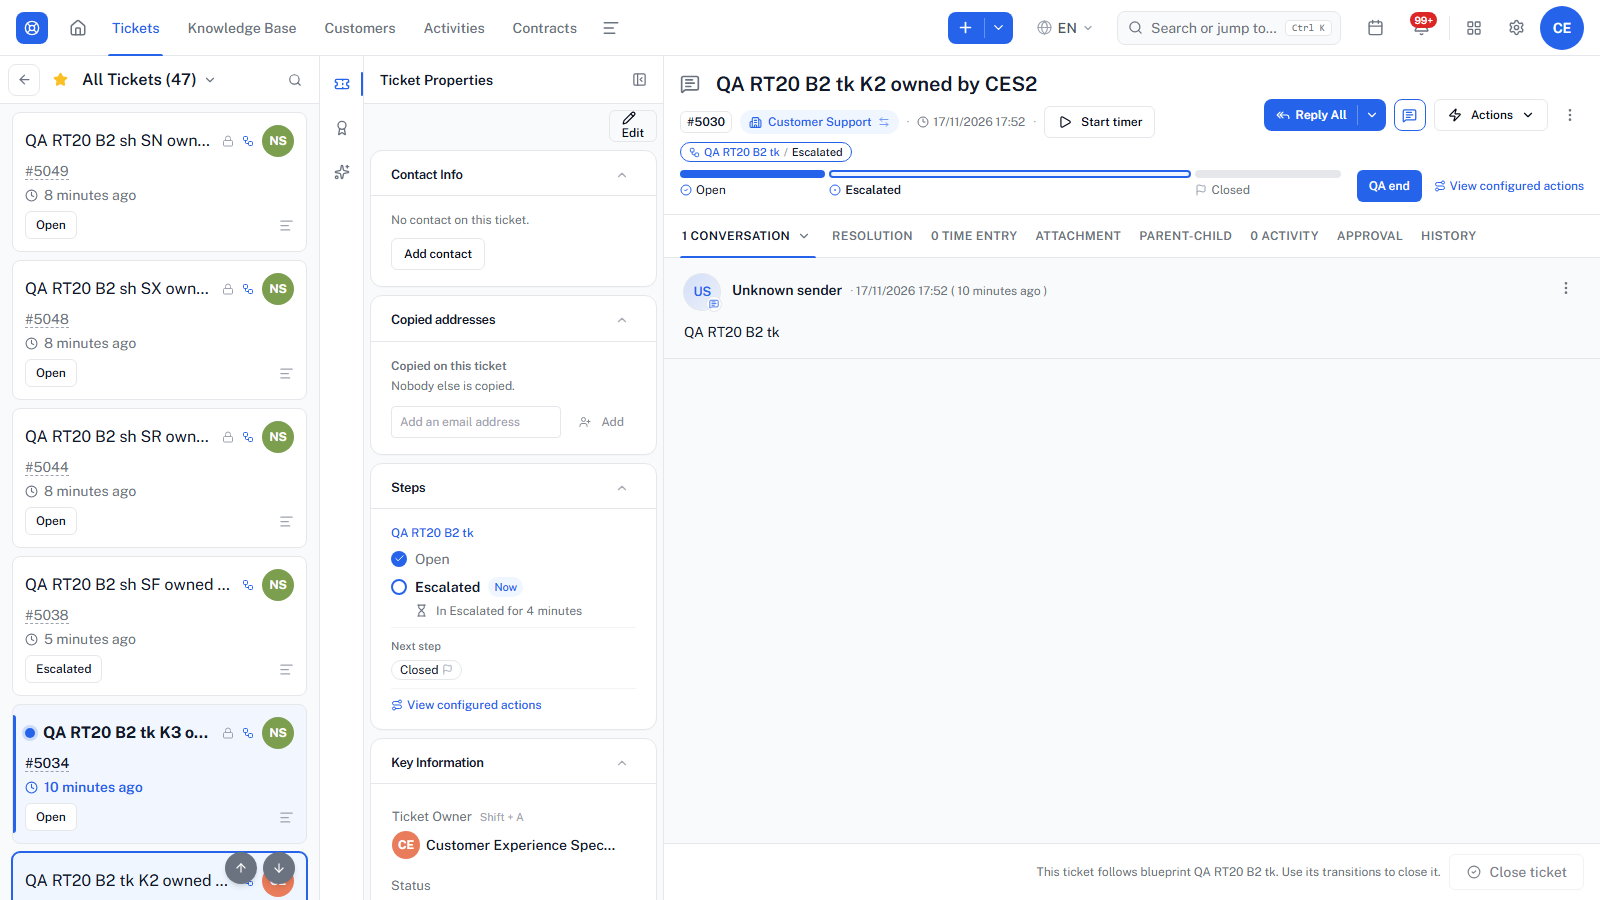 Tickets
Knowledge Base
Customers
Activities
Contracts
EN
Search or jump to...
Ctrl K
99+
CE
All Tickets (47)
QA RT20 B2 sh SN own...
NS
#5049
8 minutes ago
Open
QA RT20 B2 sh SX own...
NS
#5048
8 minutes ago
Open
QA RT20 B2 sh SR own...
NS
#5044
8 minutes ago
Open
QA RT20 B2 sh SF owned ...
NS
#5038
5 minutes ago
Escalated
QA RT20 B2 tk K3 o...
NS
#5034
10 minutes ago
Open
QA RT20 B2 tk K2 owned ...
Ticket Properties
Edit
Contact Info
No contact on this ticket.
Add contact
Copied addresses
Copied on this ticket
Nobody else is copied.
Add an email address
Add
Steps
QA RT20 B2 tk
Open
Escalated
Now
In Escalated for 4 minutes
Next step
Closed
View configured actions
Key Information
Ticket Owner
Shift + A
CE
Customer Experience Spec...
Status
QA RT20 B2 tk K2 owned by CES2
#5030
Customer Support
· 17/11/2026 17:52 ·
Start timer
Reply All
Actions
QA RT20 B2 tk / Escalated
Open
Escalated
Closed
QA end
View configured actions
1 CONVERSATION
RESOLUTION
0 TIME ENTRY
ATTACHMENT
PARENT-CHILD
0 ACTIVITY
APPROVAL
HISTORY
US
Unknown sender
· 17/11/2026 17:52 ( 10 minutes ago )
QA RT20 B2 tk
This ticket follows blueprint QA RT20 B2 tk. Use its transitions to close it.
Close ticket